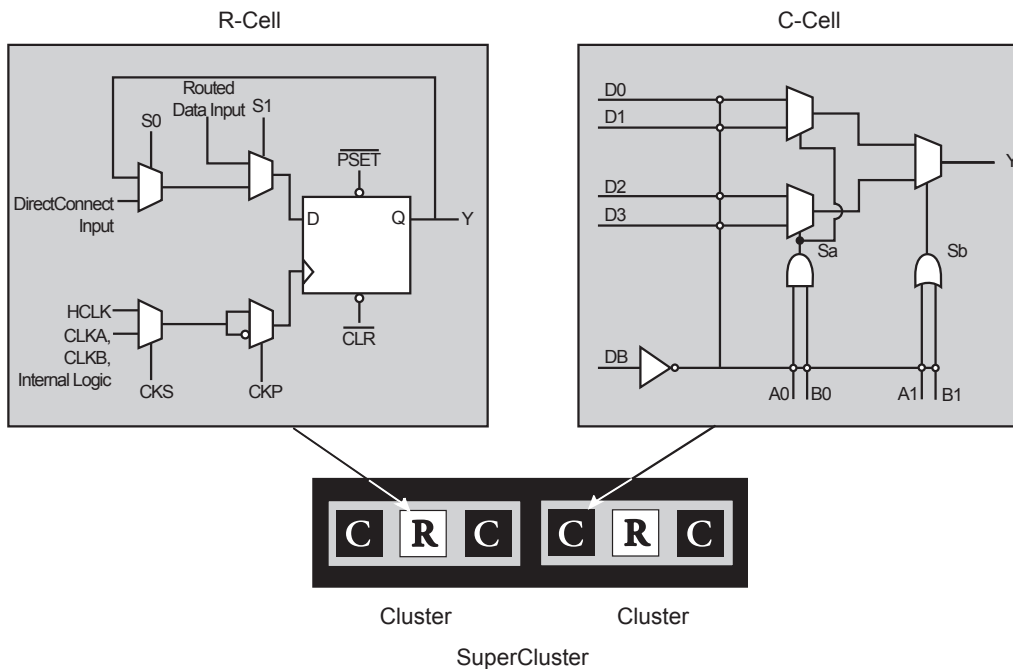 R-Cell
Routed
Data Input
S1
S0
PSET
DirectConnect
Input
D
Q
Y
HCLK
CLKA,
CLKB,
Internal Logic
CKS
CKP
CLR
C-Cell
D0
D1
D2
D3
Sa
Sb
Y
DB
A0
B0
A1
B1
C
R
C
C
R
C
Cluster
Cluster
SuperCluster